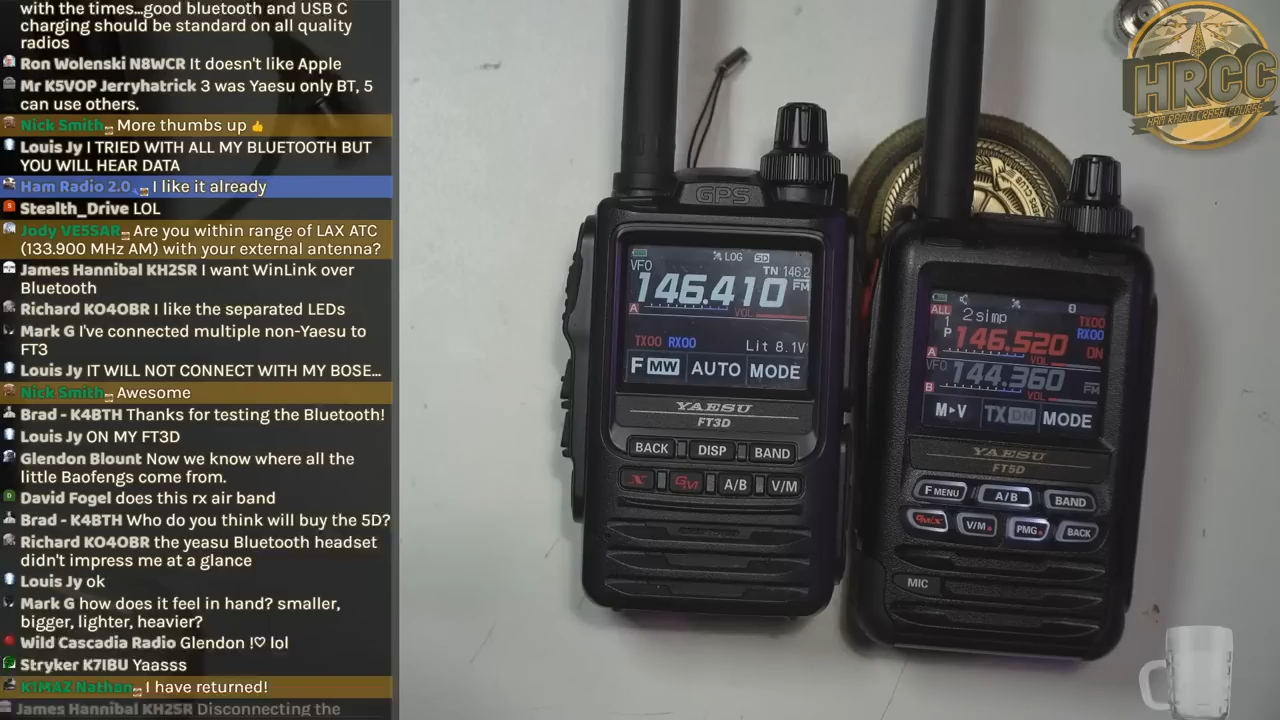 with the times...good bluetooth and USB C
charging should be standard on all quality
radios
Ron Wolenski N8WCR It doesn't like Apple
Mr K5VOP Jerryhatrick 3 was Yaesu only BT, 5
can use others.
Nick Smith More thumbs up 👍
Louis Jy I TRIED WITH ALL MY BLUETOOTH BUT
YOU WILL HEAR DATA
Ham Radio 2.0 I like it already
Stealth_Drive LOL
Jody VE5SAR Are you within range of LAX ATC
(133.900 MHz AM) with your external antenna?
James Hannibal KH2SR I want WinLink over
Bluetooth
Richard KO4OBR I like the separated LEDs
Mark G I've connected multiple non-Yaesu to
FT3
Louis Jy IT WILL NOT CONNECT WITH MY BOSE...
Nick Smith Awesome
Brad - K4BTH Thanks for testing the Bluetooth!
Louis Jy ON MY FT3D
Glendon Blount Now we know where all the
little Baofengs come from.
David Fogel does this rx air band
Brad - K4BTH Who do you think will buy the 5D?
Richard KO4OBR the yeasu Bluetooth headset
didn't impress me at a glance
Louis Jy ok
Mark G how does it feel in hand? smaller,
bigger, lighter, heavier?
Wild Cascadia Radio Glendon !♡ lol
Stryker K7IBU Yaasss
K1MAZ Nathan I have returned!
James Hannibal KH2SR Disconnecting the
GPS
LOG SD
VFO TN 146.2
146.410 FM
A VOL
TX00 RX00 Lit 8.1V
F MW AUTO MODE
YAESU
FT3D
BACK DISP BAND
X GM A/B V/M
ALL 1 2simp TX00
P 146.520 RX00
A VOL ON
VFO 144.360 FM
B VOL
M▸V TX DN MODE
YAESU
FT5D
F MENU A/B BAND
V/M PMG BACK
MIC
HRCC
HAM RADIO CRASH COURSE